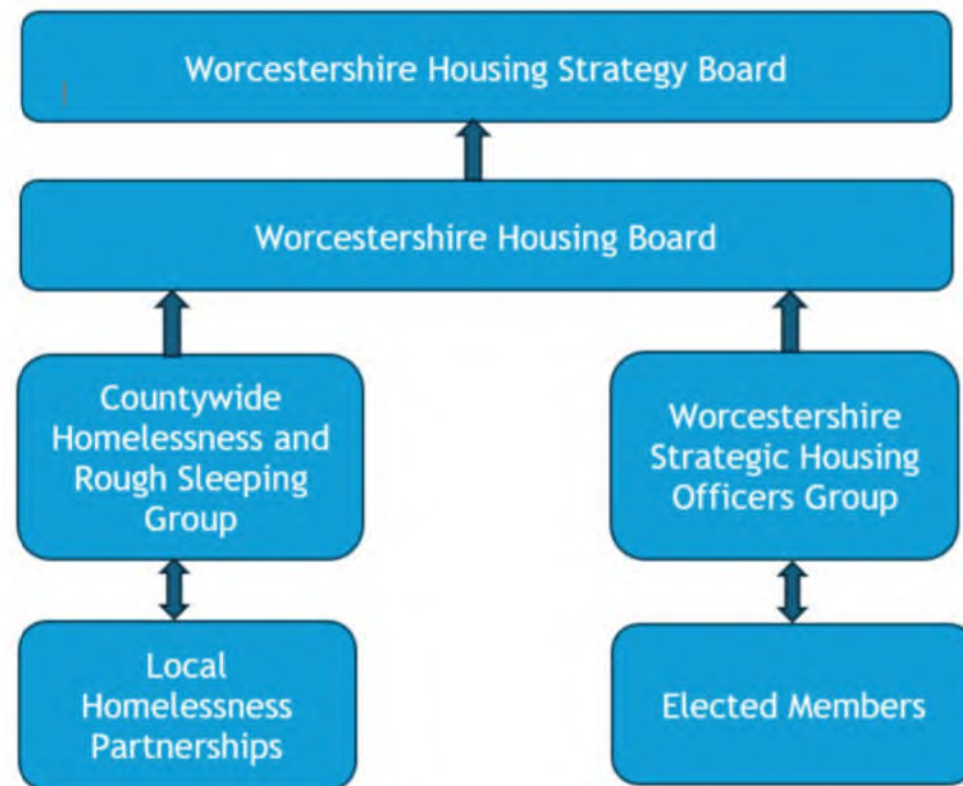 Worcestershire Housing Strategy Board
Worcestershire Housing Board
Countywide
Homelessness and
Rough Sleeping
Group
Worcestershire
Strategic Housing
Officers Group
Local
Homelessness
Partnerships
Elected Members